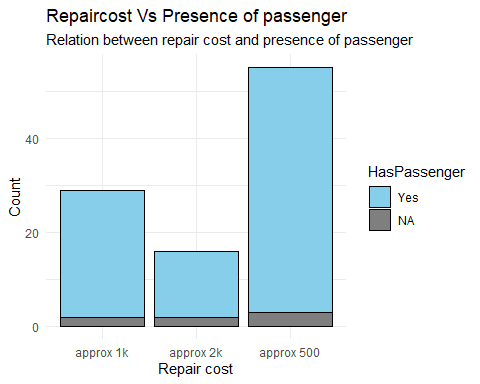 Repaircost Vs Presence of passenger
Relation between repair cost and presence of passenger
Count
40
20
0
approx 1k
approx 2k
approx 500
Repair cost
HasPassenger
Yes
NA